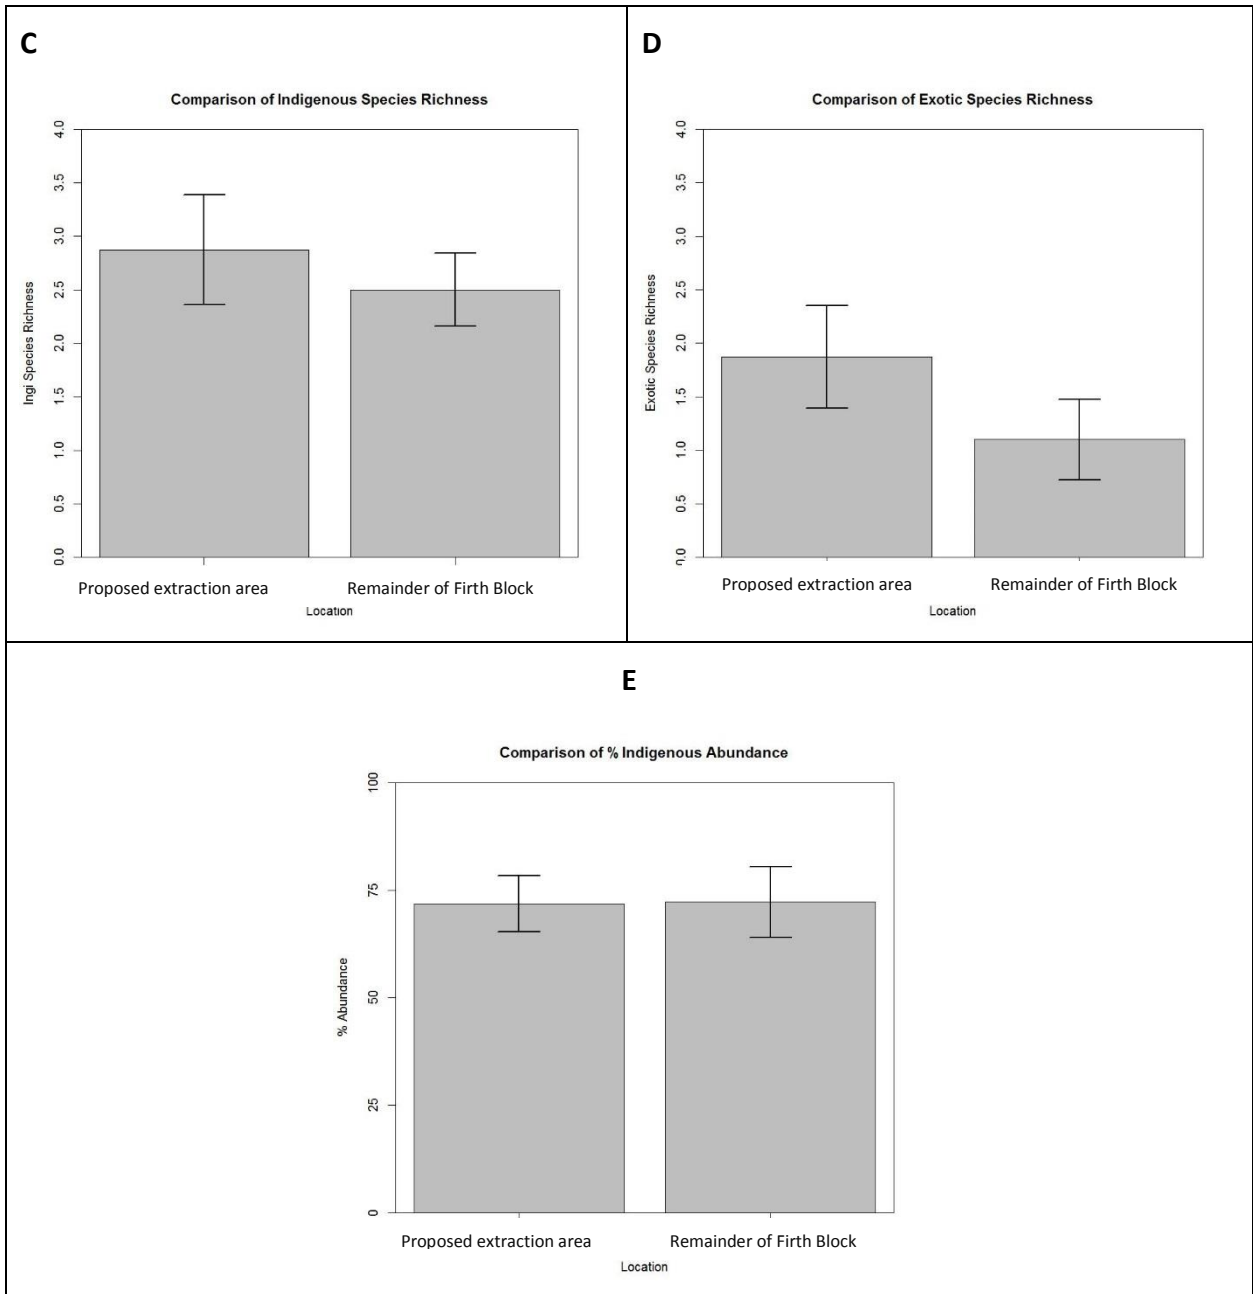 C
Comparison of Indigenous Species Richness
Ingi Species Richness
4.0
3.5
3.0
2.5
2.0
1.5
1.0
0.5
0.0
Proposed extraction area Remainder of Firth Block
Location
D
Comparison of Exotic Species Richness
Exotic Species Richness
4.0
3.5
3.0
2.5
2.0
1.5
1.0
0.5
0.0
Proposed extraction area Remainder of Firth Block
Location
E
Comparison of % Indigenous Abundance
% Abundance
100
75
50
25
0
Proposed extraction area Remainder of Firth Block
Location